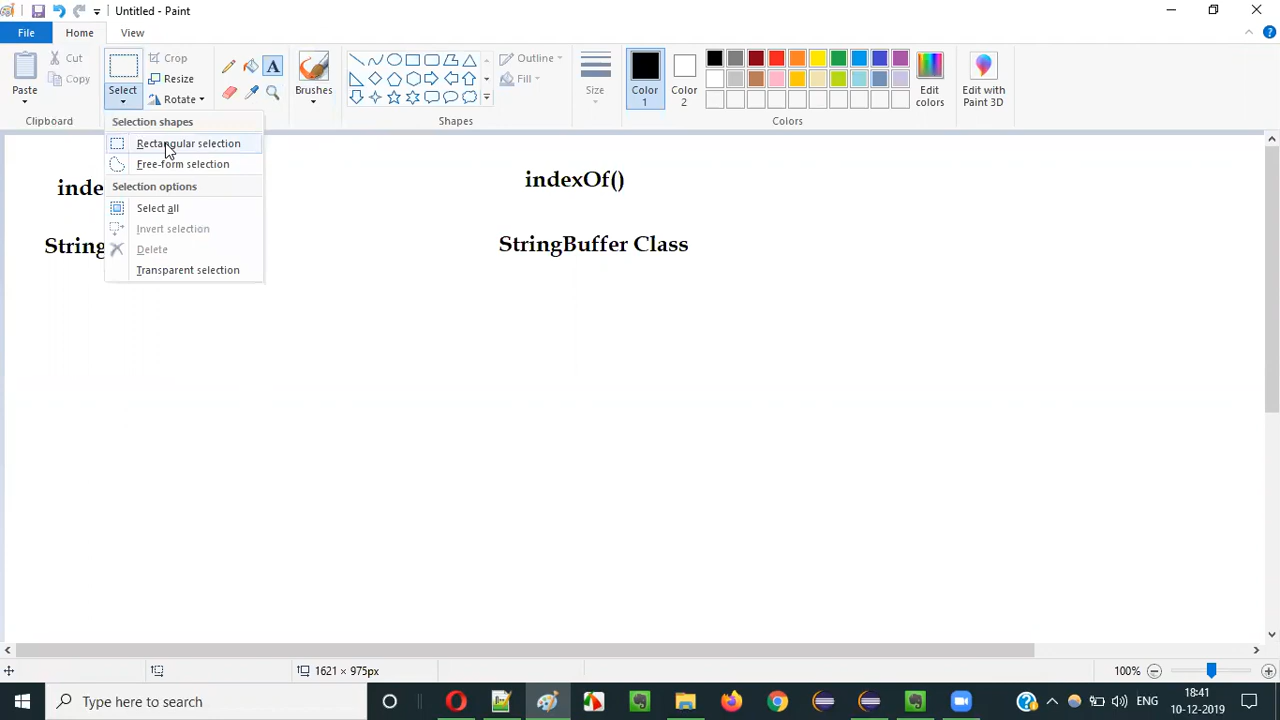 Untitled - Paint
File Home View
Paste
Cut
Copy
Clipboard
Select
Crop
Resize
Rotate
Brushes
Shapes
Outline
Fill
Size
Color 1
Color 2
Colors
Edit colors
Edit with Paint 3D
Selection shapes
Rectangular selection
Free-form selection
Selection options
Select all
Invert selection
Delete
Transparent selection
inde
String
indexOf()
StringBuffer Class
1621 × 975px
100%
Type here to search
ENG
18:41
10-12-2019